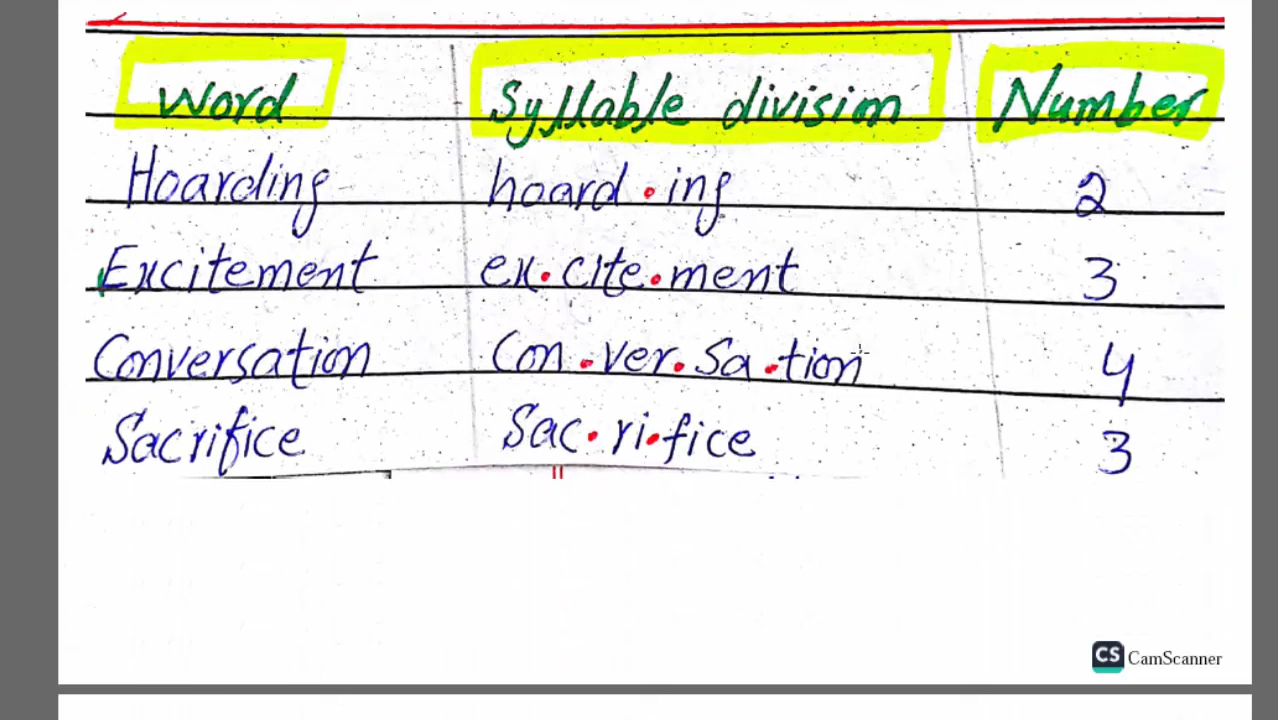 Word Syllable division Number
Hoarding hoard . ing 2
Excitement ex . cite . ment 3
Conversation Con . ver . Sa . tion 4
Sacrifice Sac . ri . fice 3
CS CamScanner